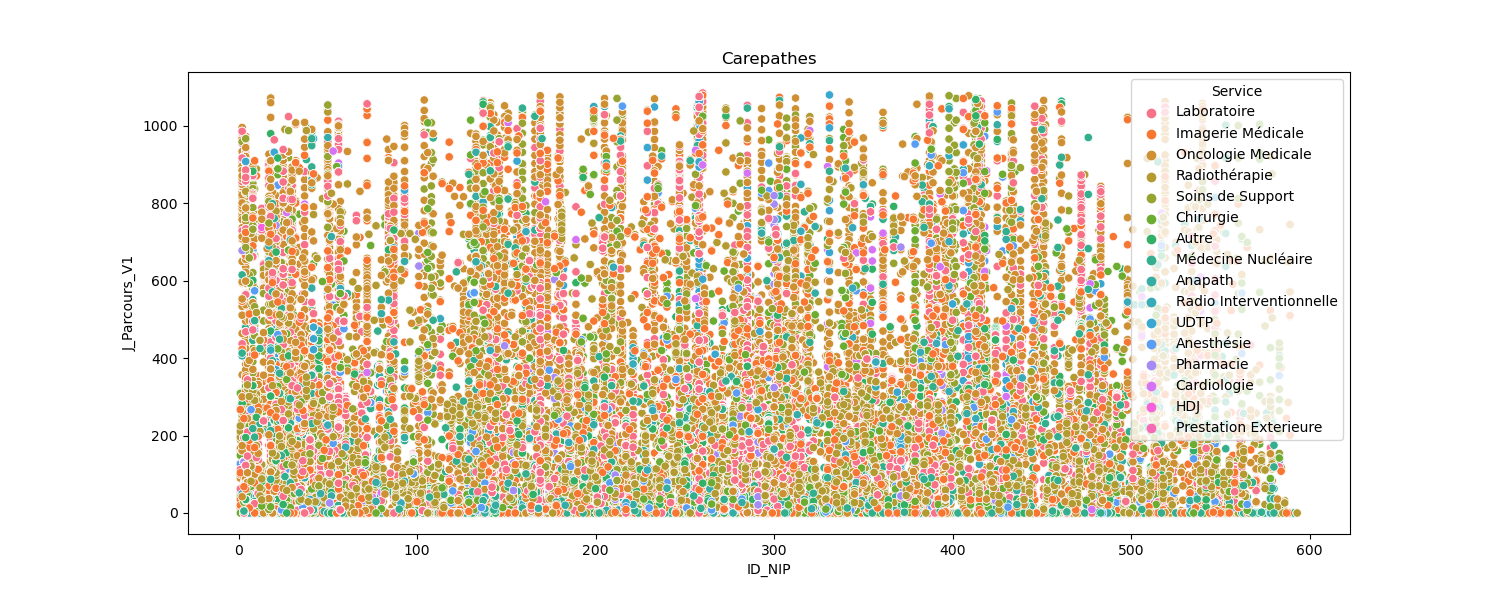 Carepathes
Service
Laboratoire
Imagerie Médicale
Oncologie Medicale
Radiothérapie
Soins de Support
Chirurgie
Autre
Médecine Nucléaire
Anapath
Radio Interventionnelle
UDTP
Anesthésie
Pharmacie
Cardiologie
HDJ
Prestation Exterieure
J_Parcours_V1
1000
800
600
400
200
0
0 100 200 300 400 500 600
ID_NIP